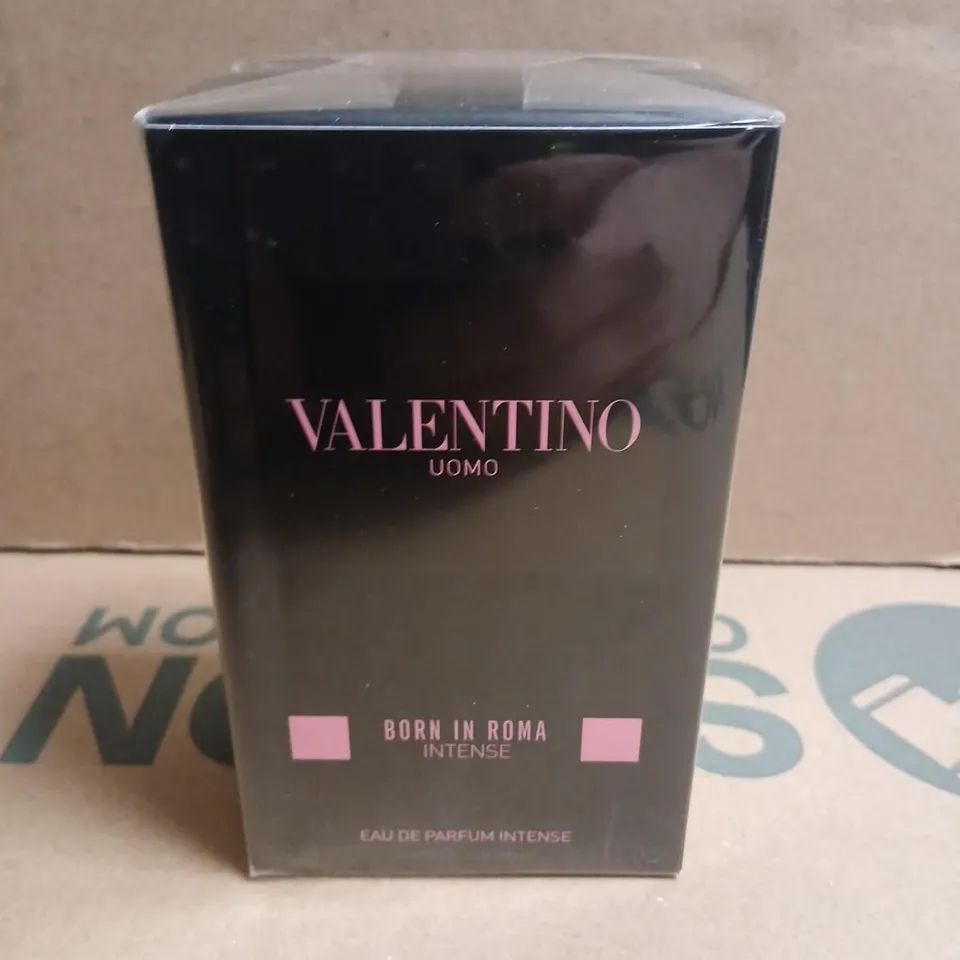 VALENTINO
UOMO
BORN IN ROMA
INTENSE
EAU DE PARFUM INTENSE